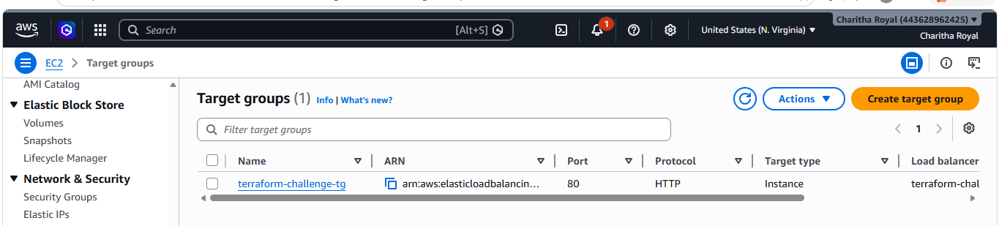 aws
Search
[Alt+S]
1
United States (N. Virginia)
Charitha Royal (443628962425)
Charitha Royal
EC2
Target groups
AMI Catalog
Elastic Block Store
Volumes
Snapshots
Lifecycle Manager
Network & Security
Security Groups
Elastic IPs
Target groups (1) Info | What's new?
Actions
Create target group
Filter target groups
1
Name ARN Port Protocol Target type Load balancer
terraform-challenge-tg arn:aws:elasticloadbalancin... 80 HTTP Instance terraform-chal